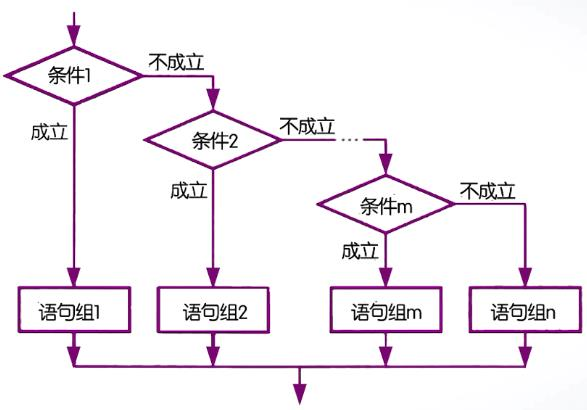 不成立
条件1
不成立
成立
条件2
...
不成立
成立
条件m
成立
语句组1
语句组2
语句组m
语句组n